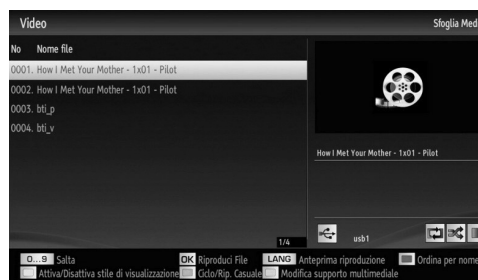 Video
Sfoglia Med
No Nome file
0001. How I Met Your Mother - 1x01 - Pilot
0002. How I Met Your Mother - 1x01 - Pilot
0003. bti_p
0004. bti_v
How I Met Your Mother - 1x01 - Pilot
1/4
usb1
0...9 Salta
OK Riproduci File
LANG Anteprima riproduzione
Ordina per nome
Attiva/Disattiva stile di visualizzazione
Ciclo/Rip. Casuale
Modifica supporto multimediale